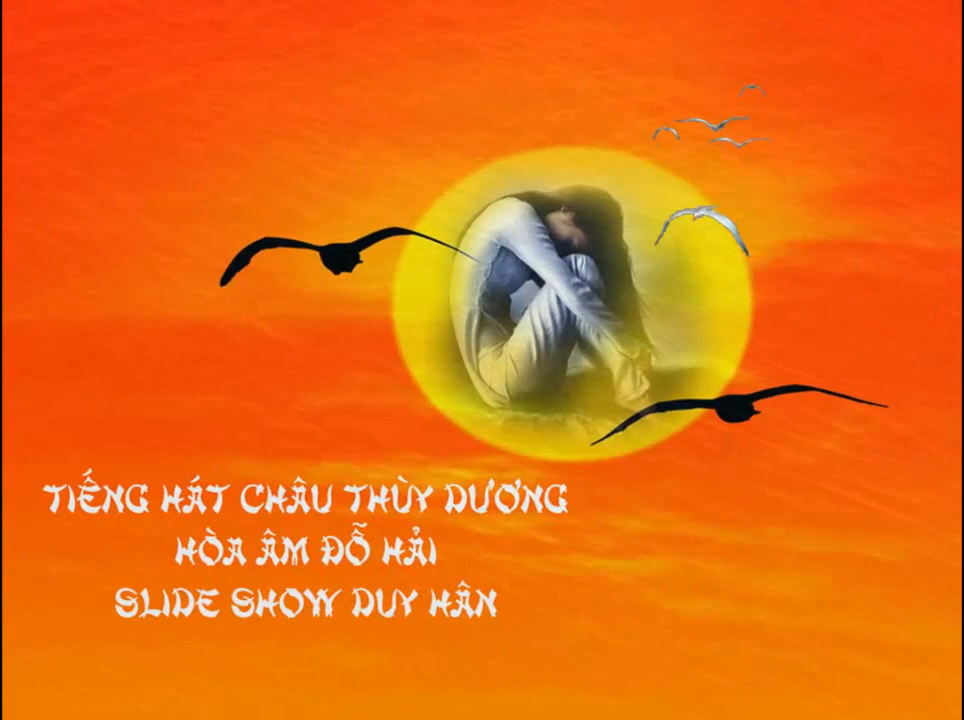 TIẾNG HÁT CHÂU THÙY DƯƠNG
HÒA ÂM ĐỖ HẢI
SLIDE SHOW DUY HÂN